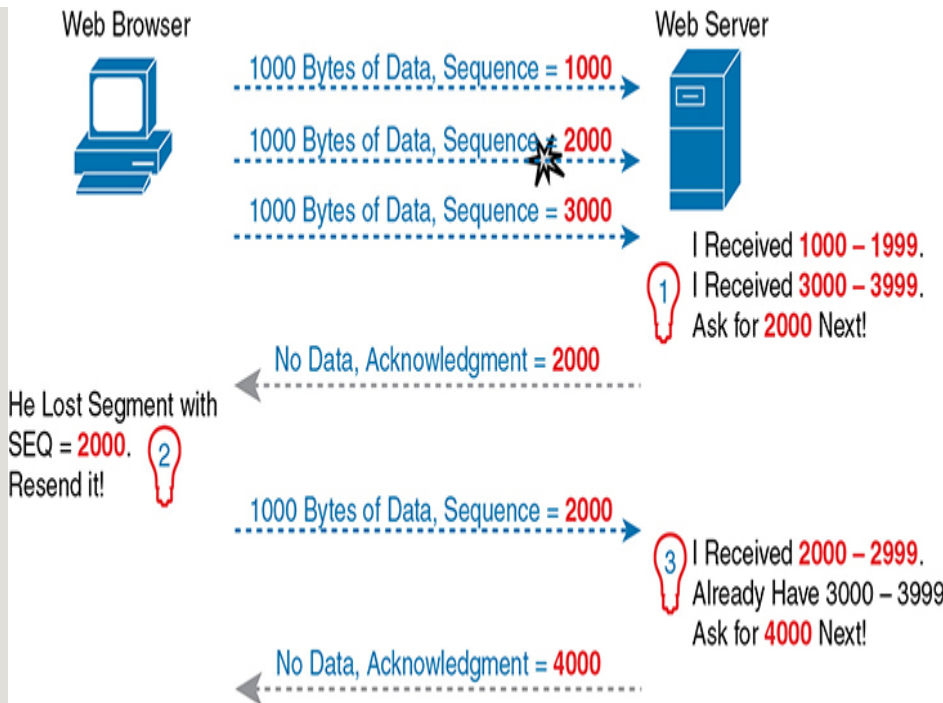 Web Browser
Web Server
1000 Bytes of Data, Sequence = 1000
1000 Bytes of Data, Sequence = 2000
1000 Bytes of Data, Sequence = 3000
1
I Received 1000 – 1999.
I Received 3000 – 3999.
Ask for 2000 Next!
No Data, Acknowledgment = 2000
He Lost Segment with
SEQ = 2000.
Resend it!
2
1000 Bytes of Data, Sequence = 2000
3
I Received 2000 – 2999.
Already Have 3000 – 3999
Ask for 4000 Next!
No Data, Acknowledgment = 4000